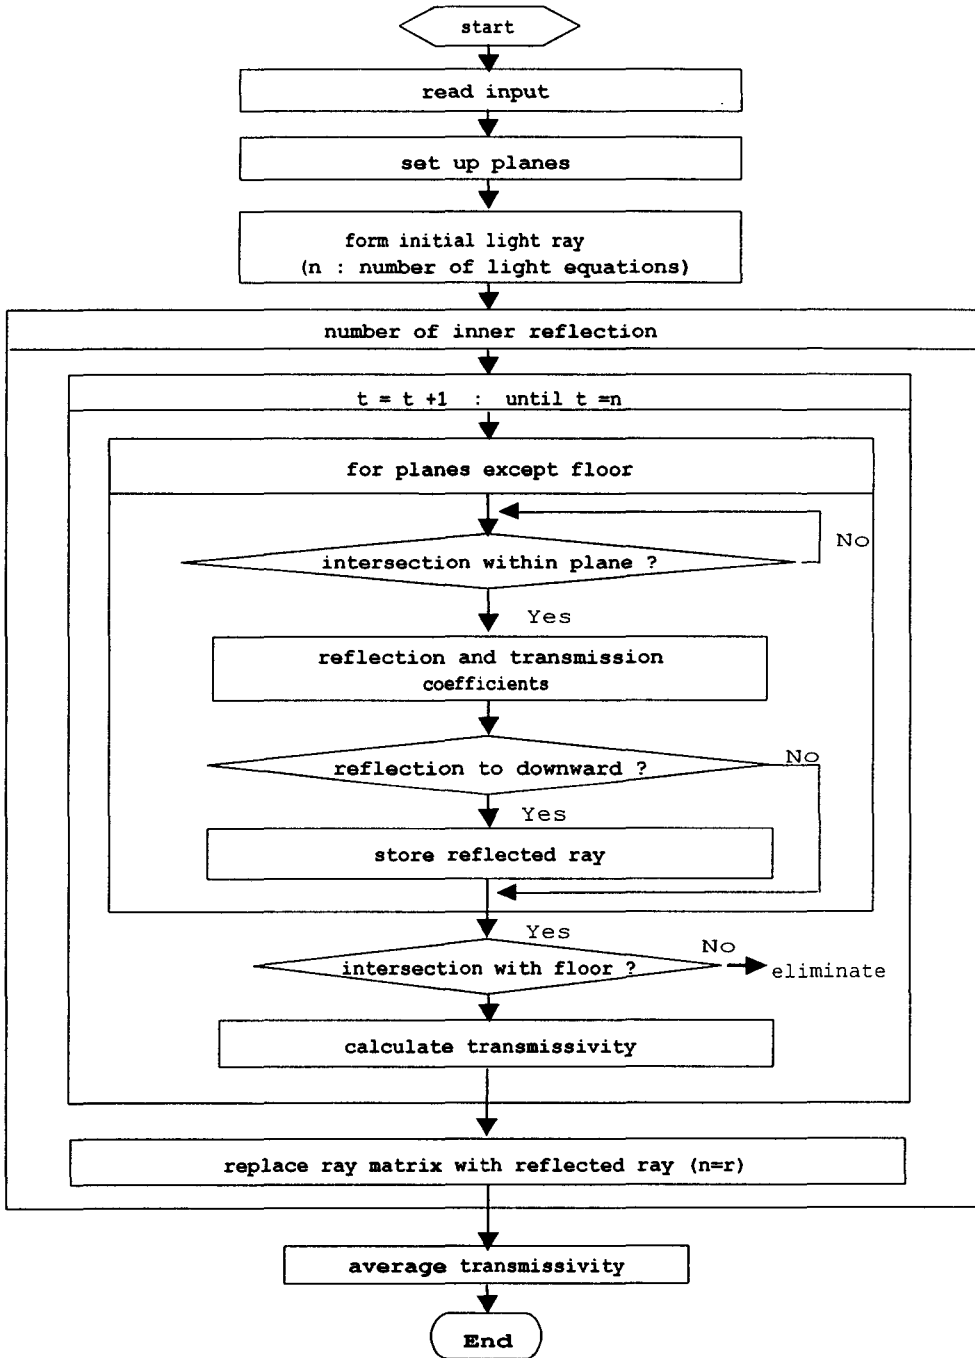 start
read input
set up planes
form initial light ray
(n : number of light equations)
number of inner reflection
t = t +1 : until t =n
for planes except floor
No
intersection within plane ?
Yes
reflection and transmission
coefficients
No
reflection to downward ?
Yes
store reflected ray
Yes
No
intersection with floor ?
eliminate
calculate transmissivity
replace ray matrix with reflected ray (n=r)
average transmissivity
End